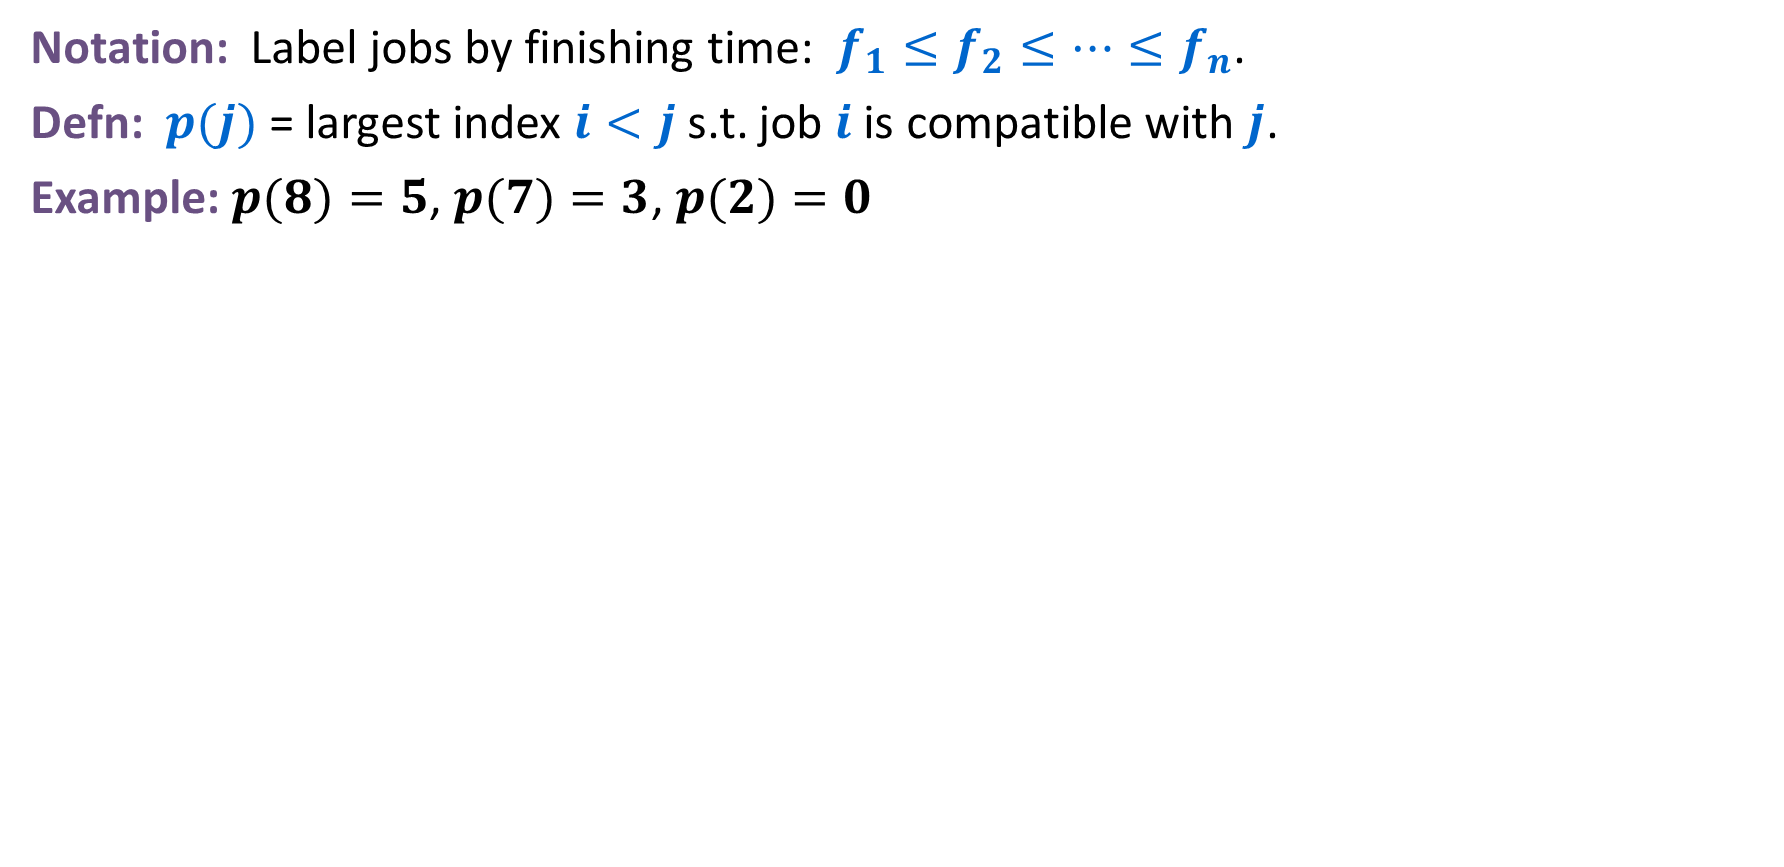 Notation: Label jobs by finishing time: f₁ ≤ f₂ ≤ ⋯ ≤ fₙ.
Defn: p(j) = largest index i < j s.t. job i is compatible with j.
Example: p(8) = 5, p(7) = 3, p(2) = 0